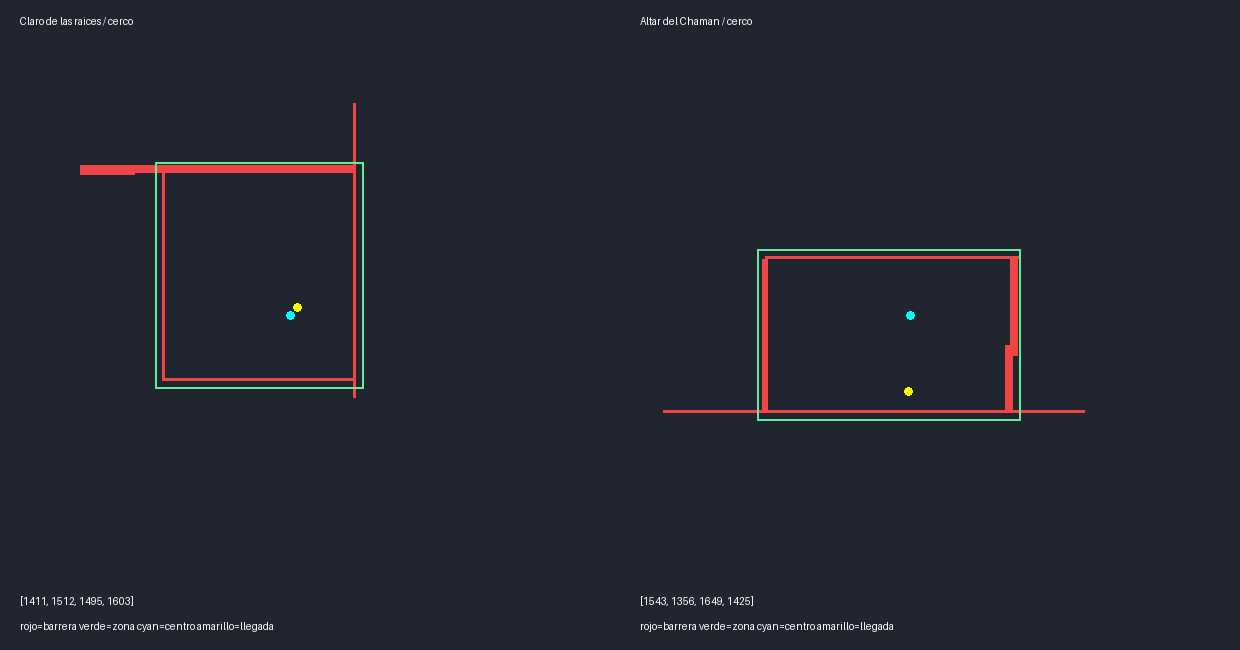 Claro de las raices / cerco
Altar del Chaman / cerco
[1411, 1512, 1495, 1603]
[1543, 1356, 1649, 1425]
rojo=barrera verde=zona cyan=centro amarillo=llegada
rojo=barrera verde=zona cyan=centro amarillo=llegada